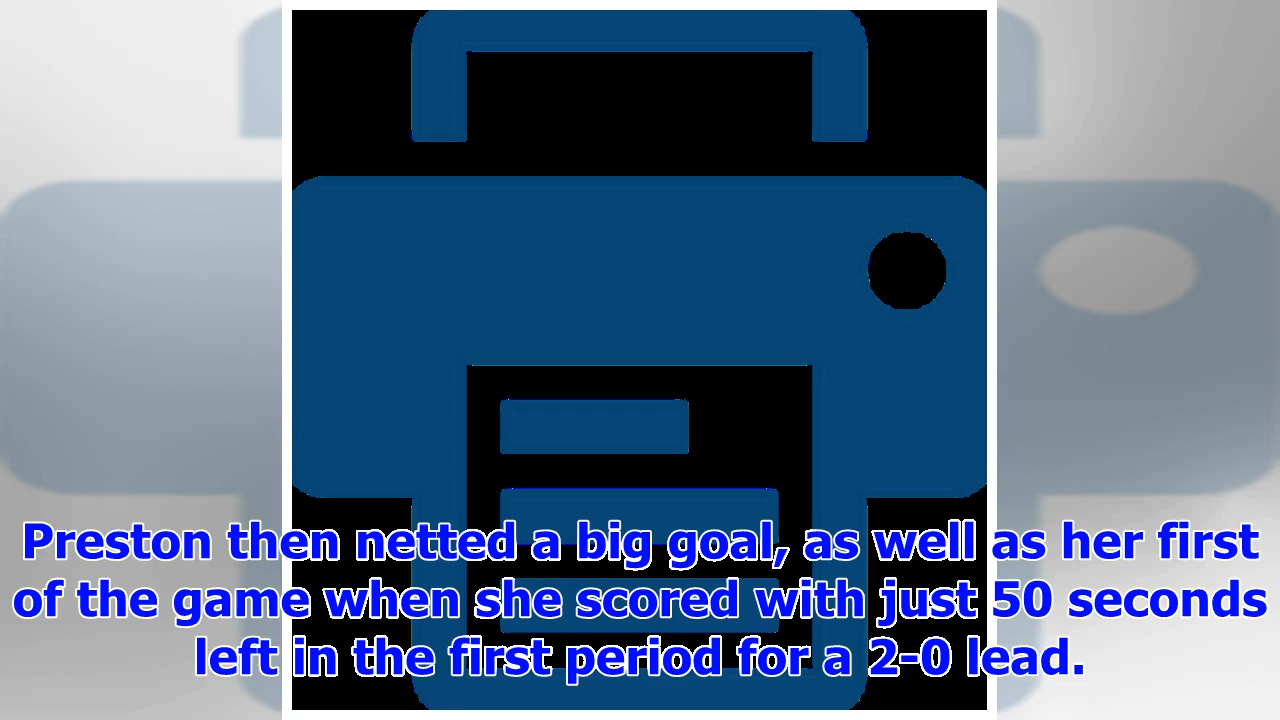 Preston then netted a big goal, as well as her first
of the game when she scored with just 50 seconds
left in the first period for a 2-0 lead.